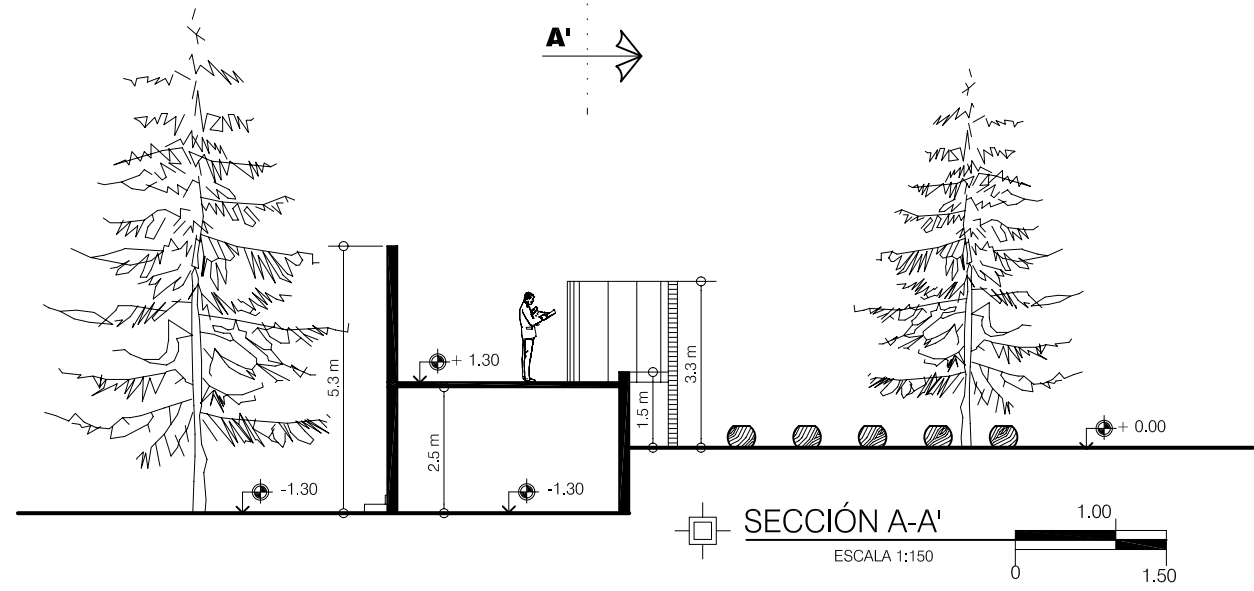 A'
5.3 m
+ 1.30
3.3 m
1.5 m
2.5 m
+ 0.00
-1.30
-1.30
SECCIÓN A-A'
ESCALA 1:150
1.00
0
1.50